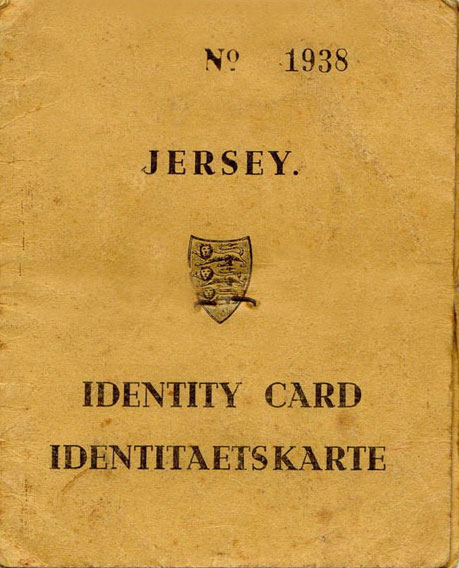 Nº 1938
JERSEY.
IDENTITY CARD
IDENTITAETSKARTE